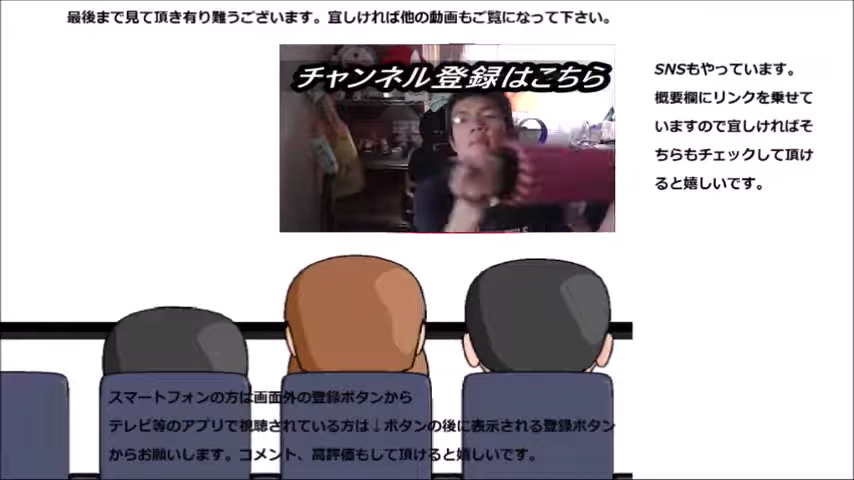 最後まで見て頂き有り難うございます。宜しければ他の動画もご覧になって下さい。
チャンネル登録はこちら
SNSもやっています。
概要欄にリンクを乗せて
いますので宜しければそ
ちらもチェックして頂け
ると嬉しいです。
スマートフォンの方は画面外の登録ボタンから
テレビ等のアプリで視聴されている方は↓ボタンの後に表示される登録ボタン
からお願いします。コメント、高評価もして頂けると嬉しいです。